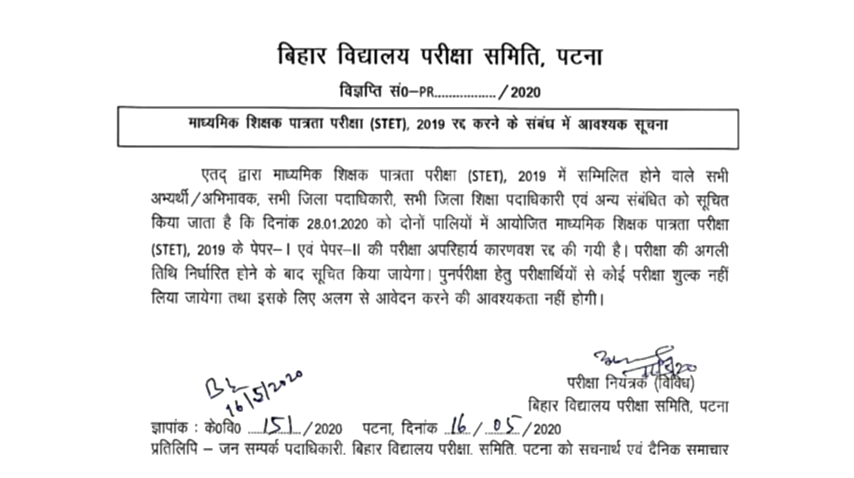 बिहार विद्यालय परीक्षा समिति, पटना
विज्ञप्ति सं0–PR................. / 2020
माध्यमिक शिक्षक पात्रता परीक्षा (STET), 2019 रद्द करने के संबंध में आवश्यक सूचना
एतद् द्वारा माध्यमिक शिक्षक पात्रता परीक्षा (STET), 2019 में सम्मिलित होने वाले सभी
अभ्यर्थी/अभिभावक, सभी जिला पदाधिकारी, सभी जिला शिक्षा पदाधिकारी एवं अन्य संबंधित को सूचित
किया जाता है कि दिनांक 28.01.2020 को दोनों पालियों में आयोजित माध्यमिक शिक्षक पात्रता परीक्षा
(STET), 2019 के पेपर–I एवं पेपर–II की परीक्षा अपरिहार्य कारणवश रद्द की गयी है। परीक्षा की अगली
तिथि निर्धारित होने के बाद सूचित किया जायेगा। पुनर्परीक्षा हेतु परीक्षार्थियों से कोई परीक्षा शुल्क नहीं
लिया जायेगा तथा इसके लिए अलग से आवेदन करने की आवश्यकता नहीं होगी।
16/5/2020
परीक्षा नियंत्रक (विविध)
बिहार विद्यालय परीक्षा समिति, पटना
ज्ञापांक : के0वि0 151 /2020 पटना, दिनांक 16 / 05 /2020
प्रतिलिपि – जन सम्पर्क पदाधिकारी, बिहार विद्यालय परीक्षा, समिति, पटना को सूचनार्थ एवं दैनिक समाचार